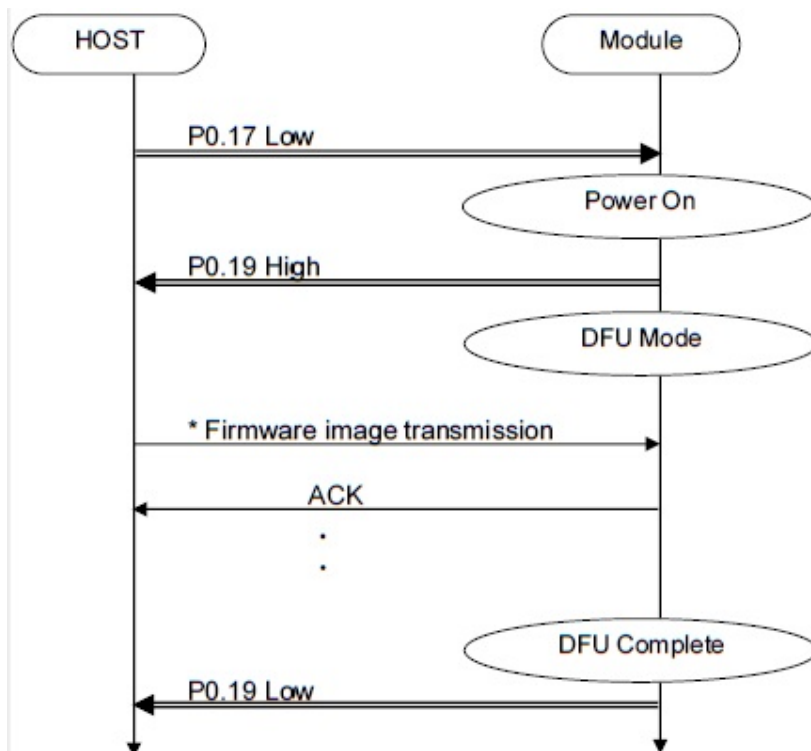 HOST
Module
P0.17 Low
Power On
P0.19 High
DFU Mode
* Firmware image transmission
ACK
DFU Complete
P0.19 Low